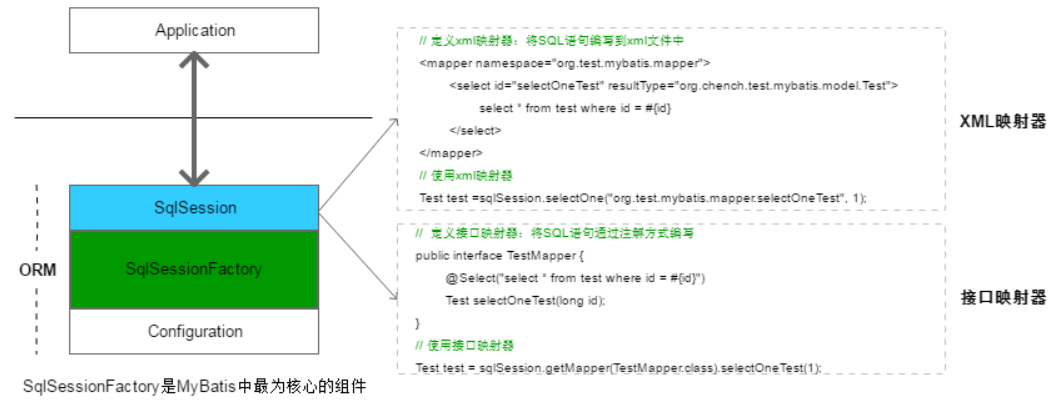 Application
// 定义xml映射器：将SQL语句编写到xml文件中
<mapper namespace="org.test.mybatis.mapper">
<select id="selectOneTest" resultType="org.chench.test.mybatis.model.Test">
select * from test where id = #{id}
</select>
</mapper>
// 使用xml映射器
Test test =sqlSession.selectOne("org.test.mybatis.mapper.selectOneTest", 1);
XML映射器
ORM
SqlSession
SqlSessionFactory
Configuration
// 定义接口映射器：将SQL语句通过注解方式编写
public interface TestMapper {
@Select("select * from test where id = #{id}")
Test selectOneTest(long id);
}
// 使用接口映射器
Test test = sqlSession.getMapper(TestMapper.class).selectOneTest(1);
接口映射器
SqlSessionFactory是MyBatis中最为核心的组件